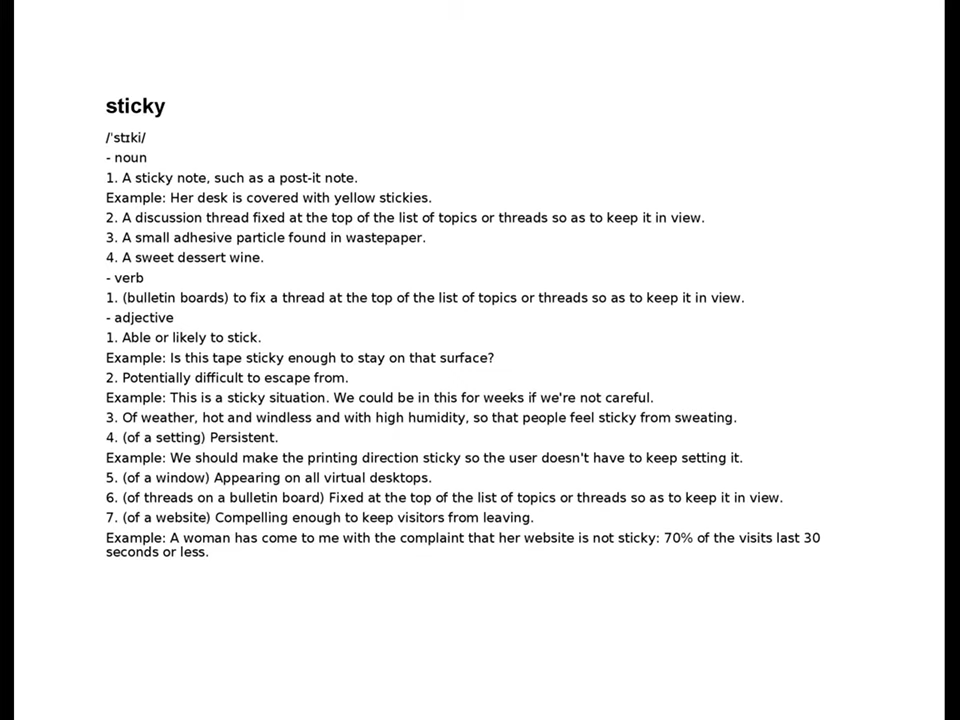 sticky
/ˈstɪki/
- noun
1. A sticky note, such as a post-it note.
Example: Her desk is covered with yellow stickies.
2. A discussion thread fixed at the top of the list of topics or threads so as to keep it in view.
3. A small adhesive particle found in wastepaper.
4. A sweet dessert wine.
- verb
1. (bulletin boards) to fix a thread at the top of the list of topics or threads so as to keep it in view.
- adjective
1. Able or likely to stick.
Example: Is this tape sticky enough to stay on that surface?
2. Potentially difficult to escape from.
Example: This is a sticky situation. We could be in this for weeks if we're not careful.
3. Of weather, hot and windless and with high humidity, so that people feel sticky from sweating.
4. (of a setting) Persistent.
Example: We should make the printing direction sticky so the user doesn't have to keep setting it.
5. (of a window) Appearing on all virtual desktops.
6. (of threads on a bulletin board) Fixed at the top of the list of topics or threads so as to keep it in view.
7. (of a website) Compelling enough to keep visitors from leaving.
Example: A woman has come to me with the complaint that her website is not sticky: 70% of the visits last 30
seconds or less.